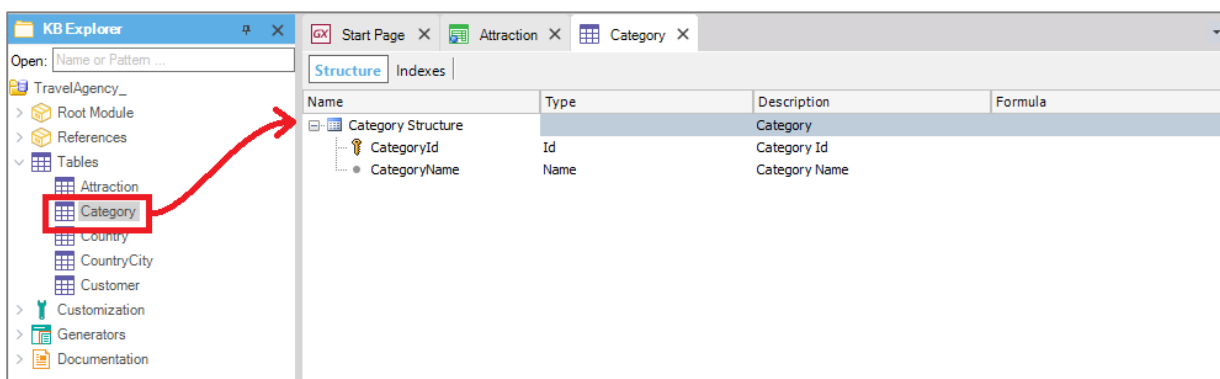 KB Explorer
Open: Name or Pattern ...
TravelAgency_
Root Module
References
Tables
Attraction
Category
Country
CountryCity
Customer
Customization
Generators
Documentation
GX Start Page Attraction Category
Structure Indexes
Name Type Description Formula
Category Structure Category
CategoryId Id Category Id
CategoryName Name Category Name